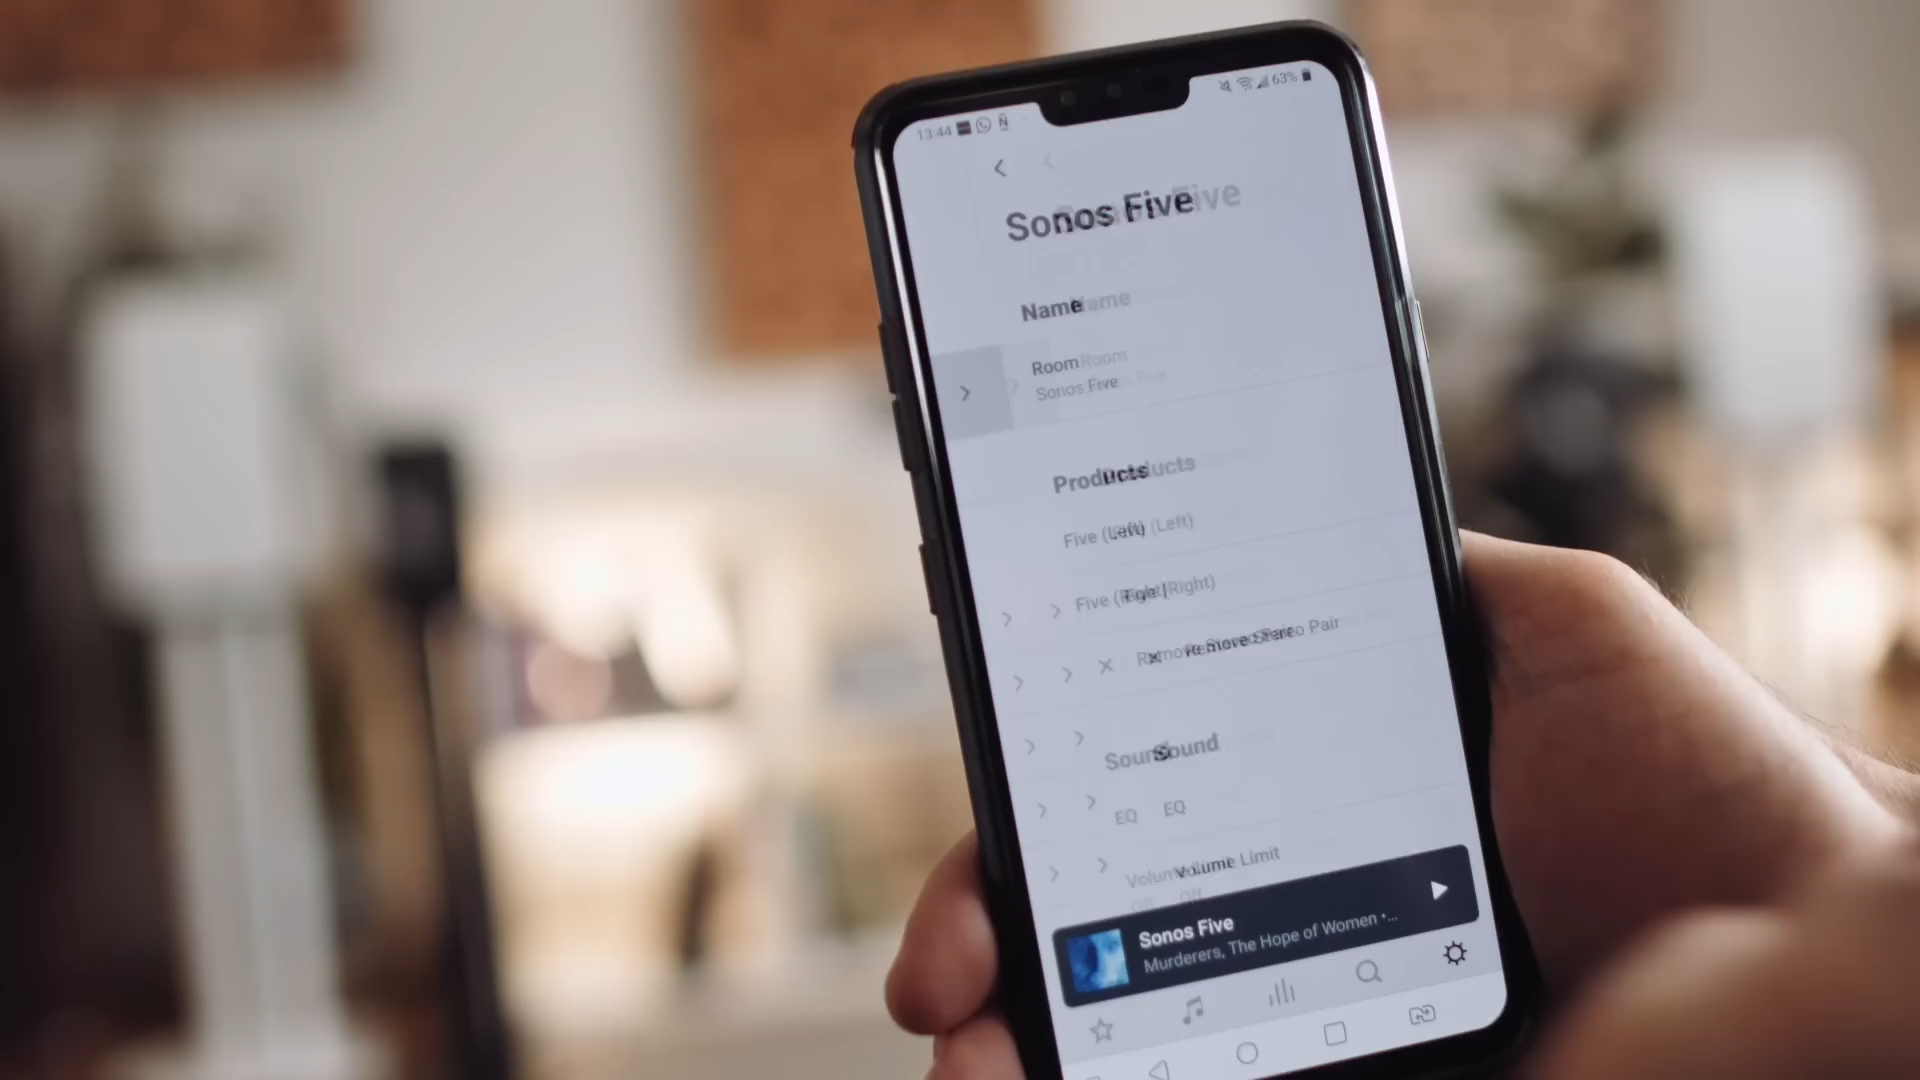 13:44
63%
Sonos Five
Name
Room
Sonos Five
Products
Five (Left)
Five (Right)
Remove Stereo Pair
Sound
EQ
Volume Limit
Off
Sonos Five
Murderers, The Hope of Women •...